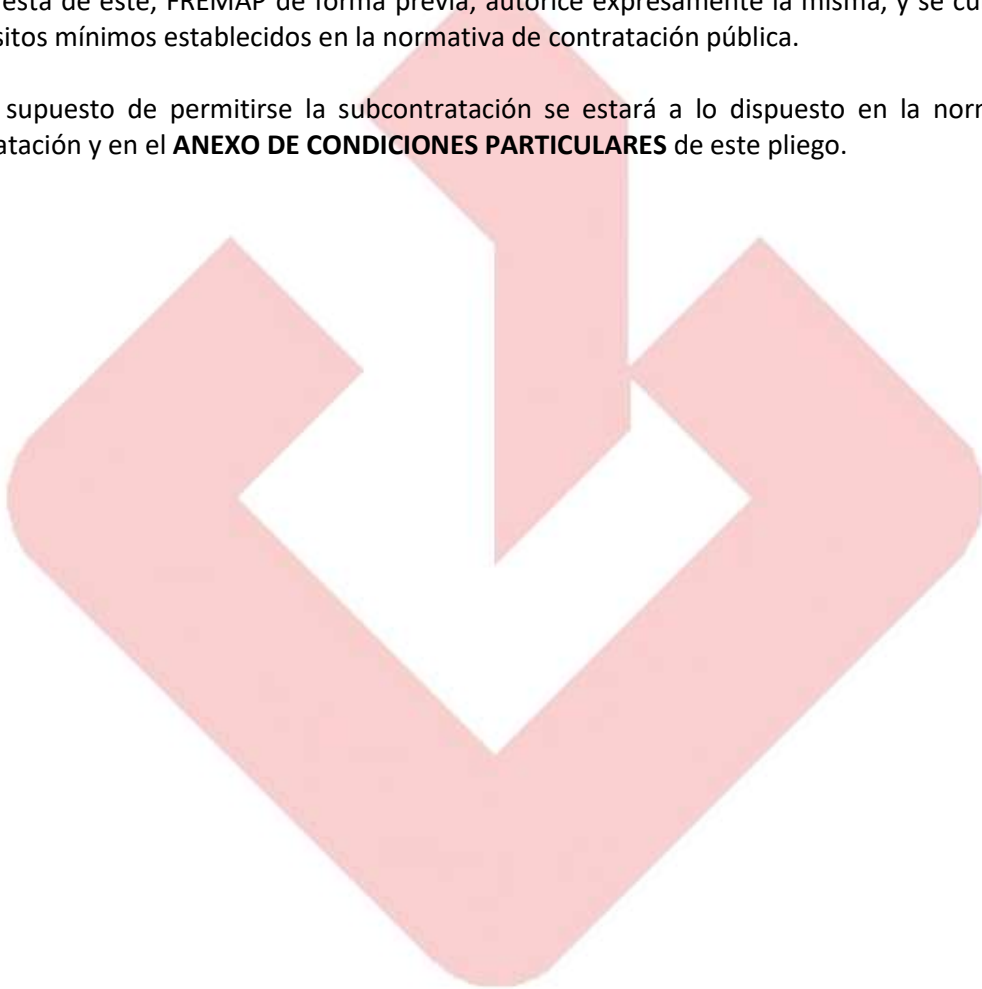 esta de este, FREMAP de forma previa, autorice expresamente la misma, y se cu
sitos mínimos establecidos en la normativa de contratación pública.
supuesto de permitirse la subcontratación se estará a lo dispuesto en la norm
atación y en el ANEXO DE CONDICIONES PARTICULARES de este pliego.